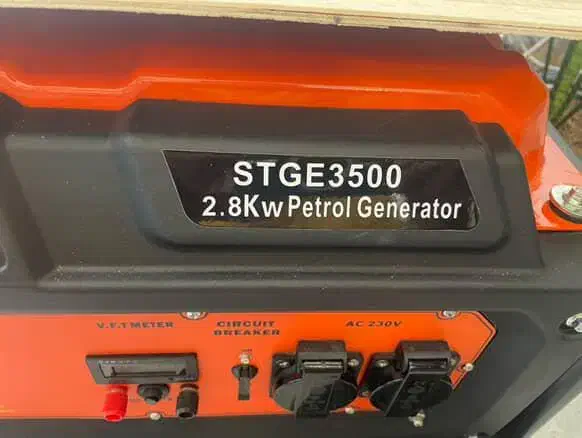 STGE3500
2.8Kw Petrol Generator
V.F.T METER
CIRCUIT
BREAKER
AC 230V